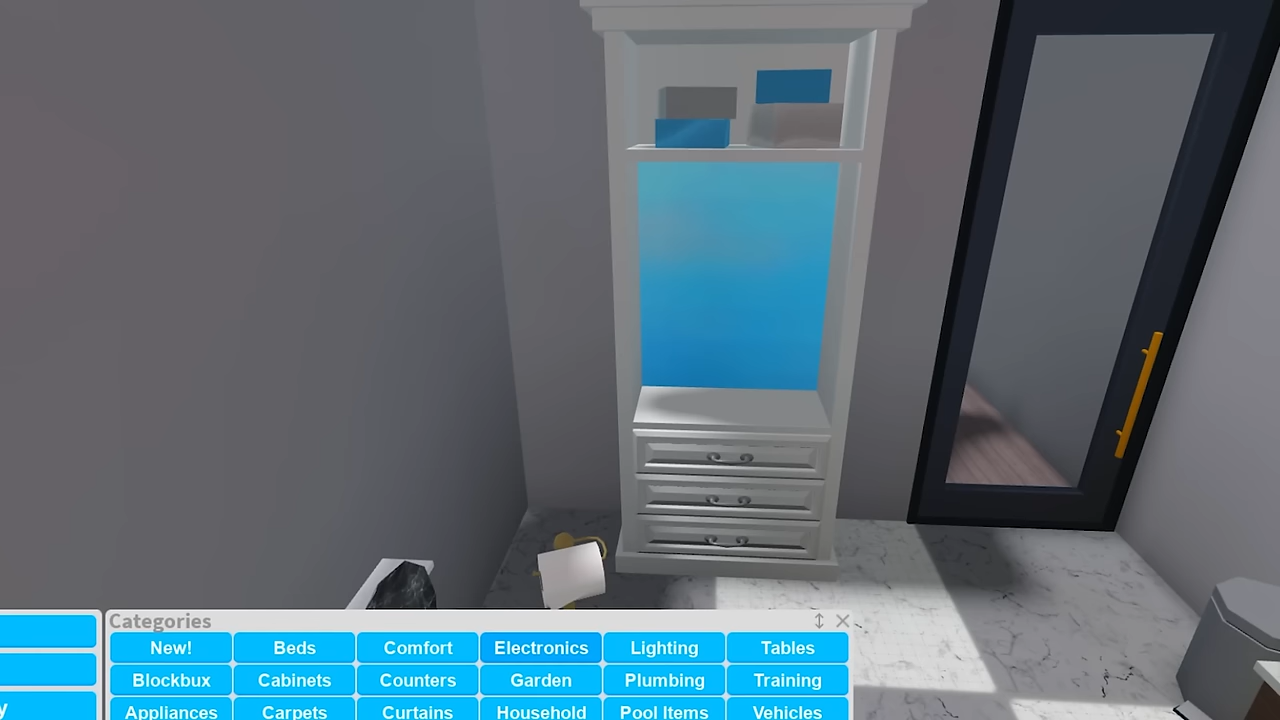 Categories
New! Beds Comfort Electronics Lighting Tables
Blockbux Cabinets Counters Garden Plumbing Training
y Appliances Carpets Curtains Household Pool Items Vehicles